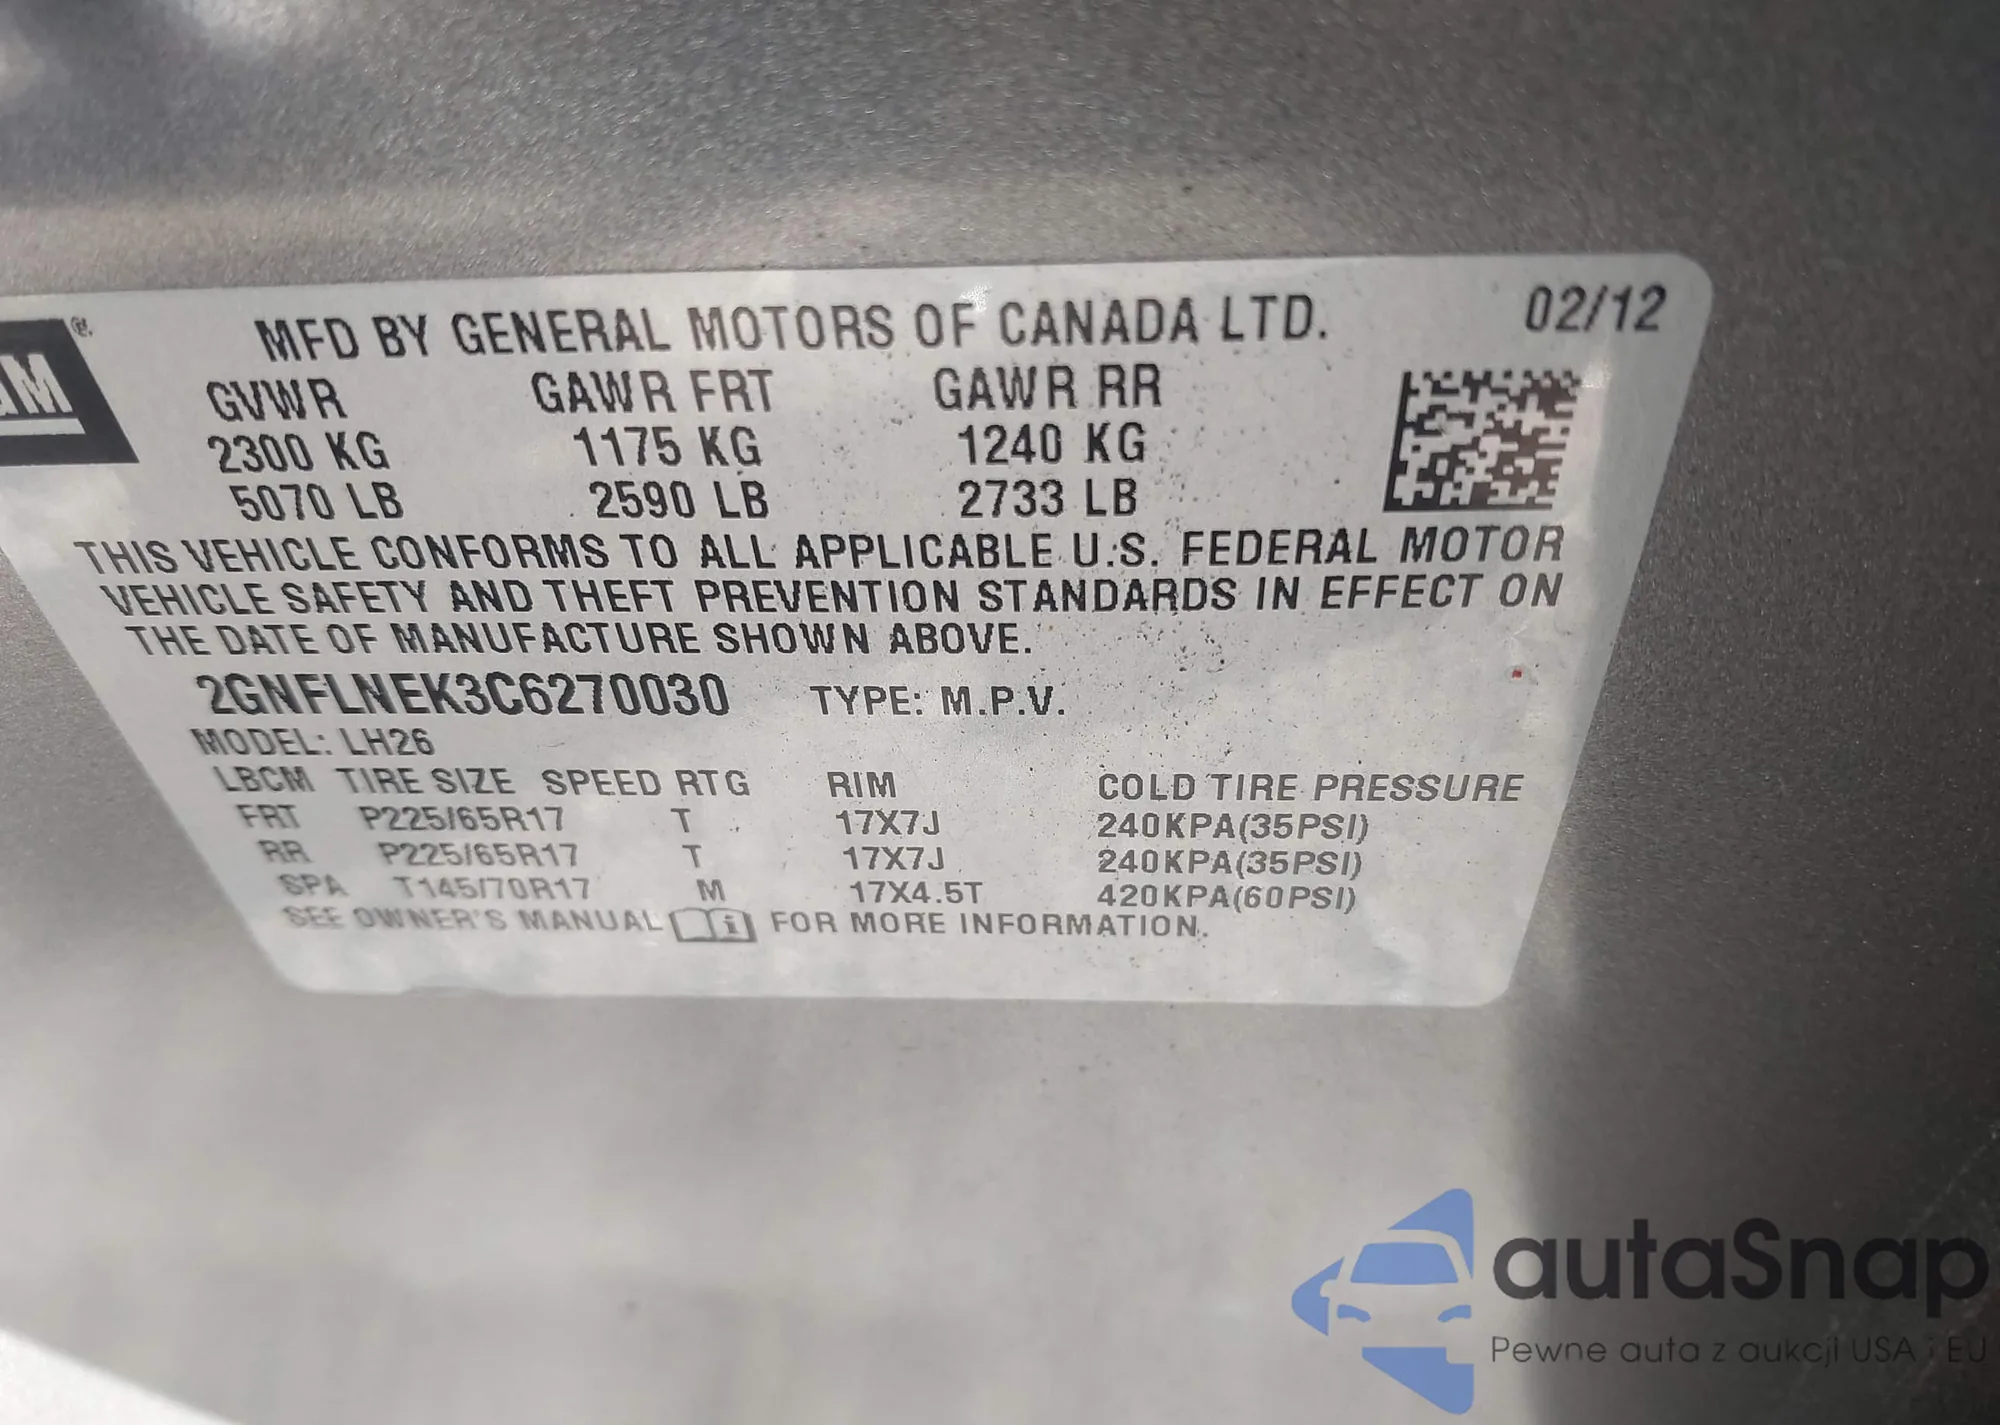 GM ®
MFD BY GENERAL MOTORS OF CANADA LTD. 02/12
GVWR GAWR FRT GAWR RR
2300 KG 1175 KG 1240 KG
5070 LB 2590 LB 2733 LB
THIS VEHICLE CONFORMS TO ALL APPLICABLE U.S. FEDERAL MOTOR
VEHICLE SAFETY AND THEFT PREVENTION STANDARDS IN EFFECT ON
THE DATE OF MANUFACTURE SHOWN ABOVE.
2GNFLNEK3C6270030 TYPE: M.P.V.
MODEL: LH26
LBCM TIRE SIZE SPEED RTG RIM COLD TIRE PRESSURE
FRT P225/65R17 T 17X7J 240KPA(35PSI)
RR P225/65R17 T 17X7J 240KPA(35PSI)
SPA T145/70R17 M 17X4.5T 420KPA(60PSI)
SEE OWNER'S MANUAL i FOR MORE INFORMATION.
autaSnap
Pewne auta z aukcji USA i EU